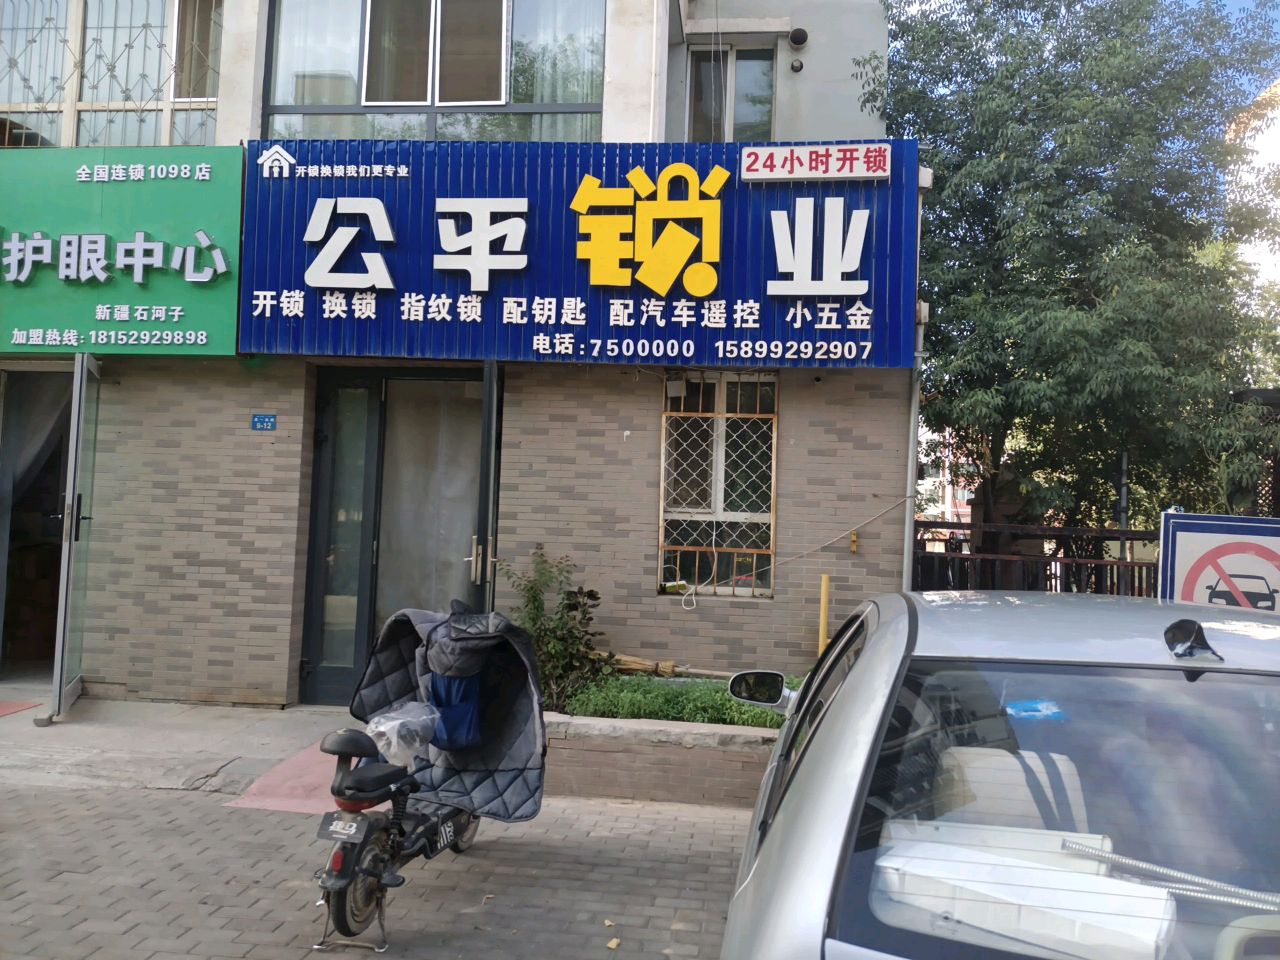 全国连锁1098店
护眼中心
新疆 石河子
加盟热线:18152929898
开锁换锁我们更专业
24小时开锁
公平锁业
开锁 换锁 指纹锁 配钥匙 配汽车遥控 小五金
电话:7500000 15899292907
9-12